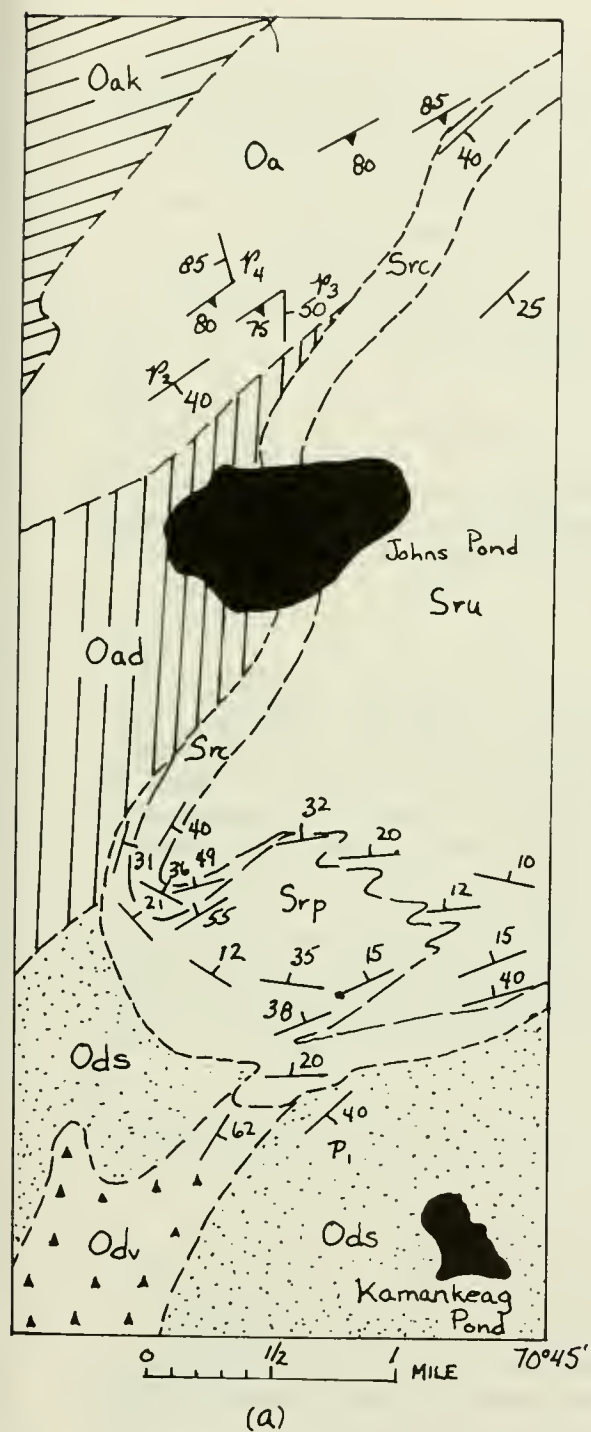 Oak
85
Oa
80
40
85 p4
p3
Src
80
75
50
25
p2
40
Johns Pond
Sru
Oad
Src
32
40
20
31
36 49
10
21
Srp
12
55
12
35
15
15
38
40
Ods
20
62
40
P1
Odv
Ods
Kamankeag
Pond
0 1/2 1 MILE
70°45'
(a)